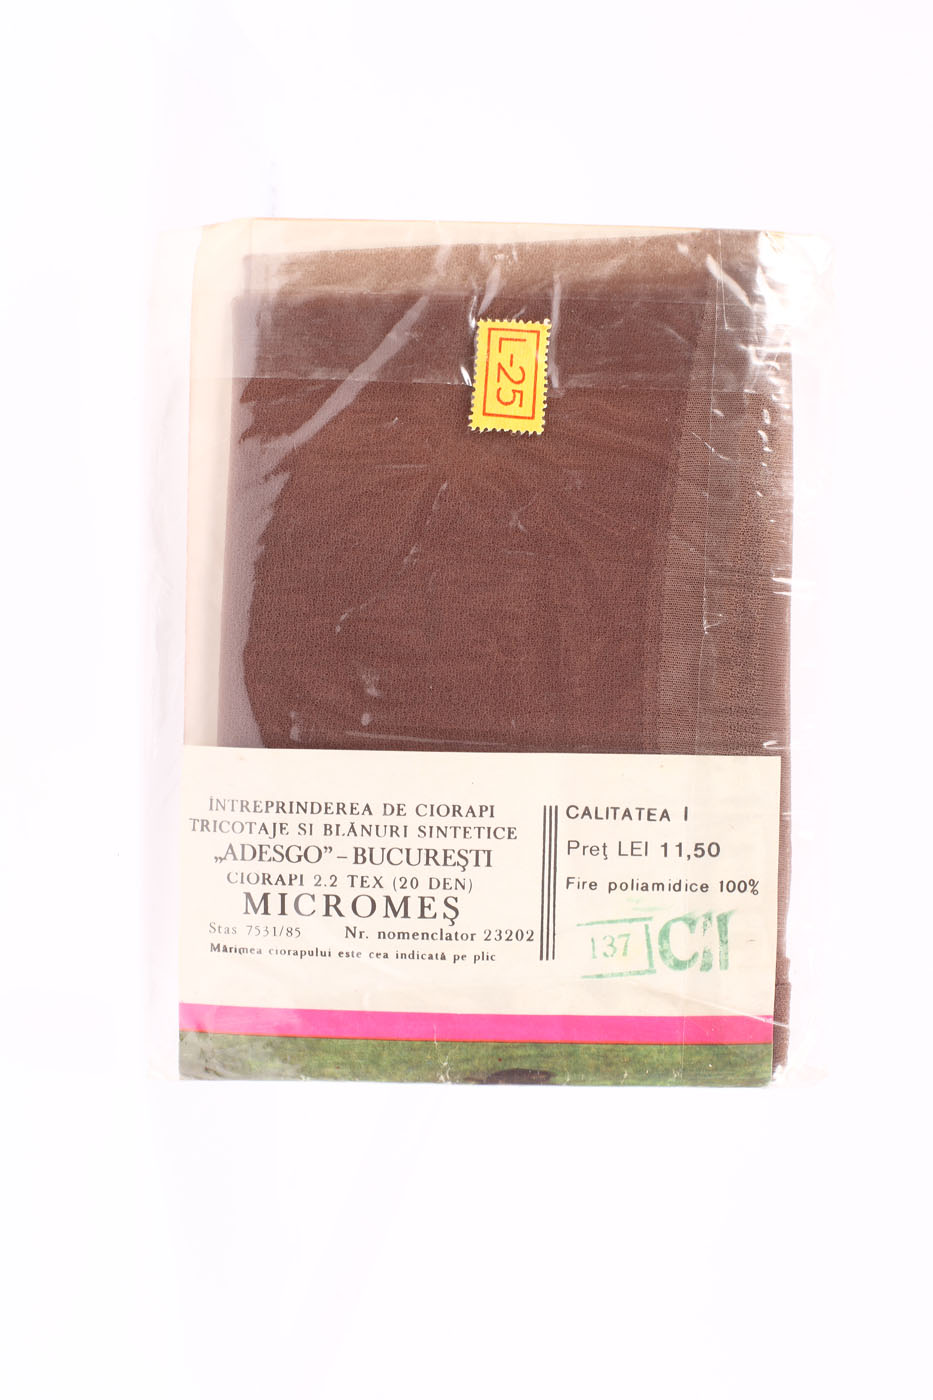 L-25
ÎNTREPRINDEREA DE CIORAPI
TRICOTAJE SI BLĂNURI SINTETICE
„ADESGO” – BUCUREŞTI
CIORAPI 2.2 TEX (20 DEN)
MICROMEŞ
Stas 7531/85 Nr. nomenclator 23202
Mărimea ciorapului este cea indicată pe plic
CALITATEA I
Preţ LEI 11,50
Fire poliamidice 100%
137